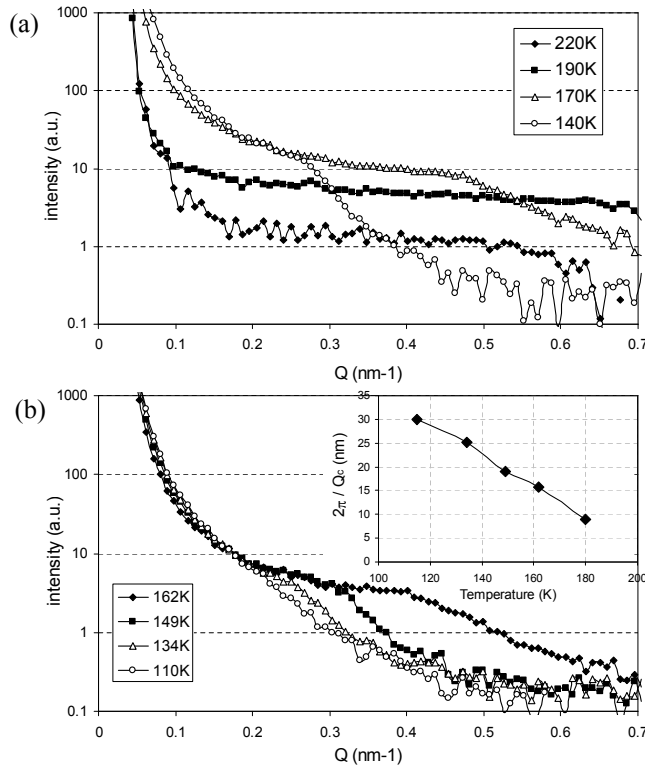 (a)
1000
100
10
1
0.1
intensity (a.u.)
220K
190K
170K
140K
0 0.1 0.2 0.3 0.4 0.5 0.6 0.7
Q (nm-1)
(b)
1000
100
10
1
0.1
intensity (a.u.)
162K
149K
134K
110K
35
30
25
20
15
10
5
0
2π / Qc (nm)
100 120 140 160 180 200
Temperature (K)
0 0.1 0.2 0.3 0.4 0.5 0.6 0.7
Q (nm-1)